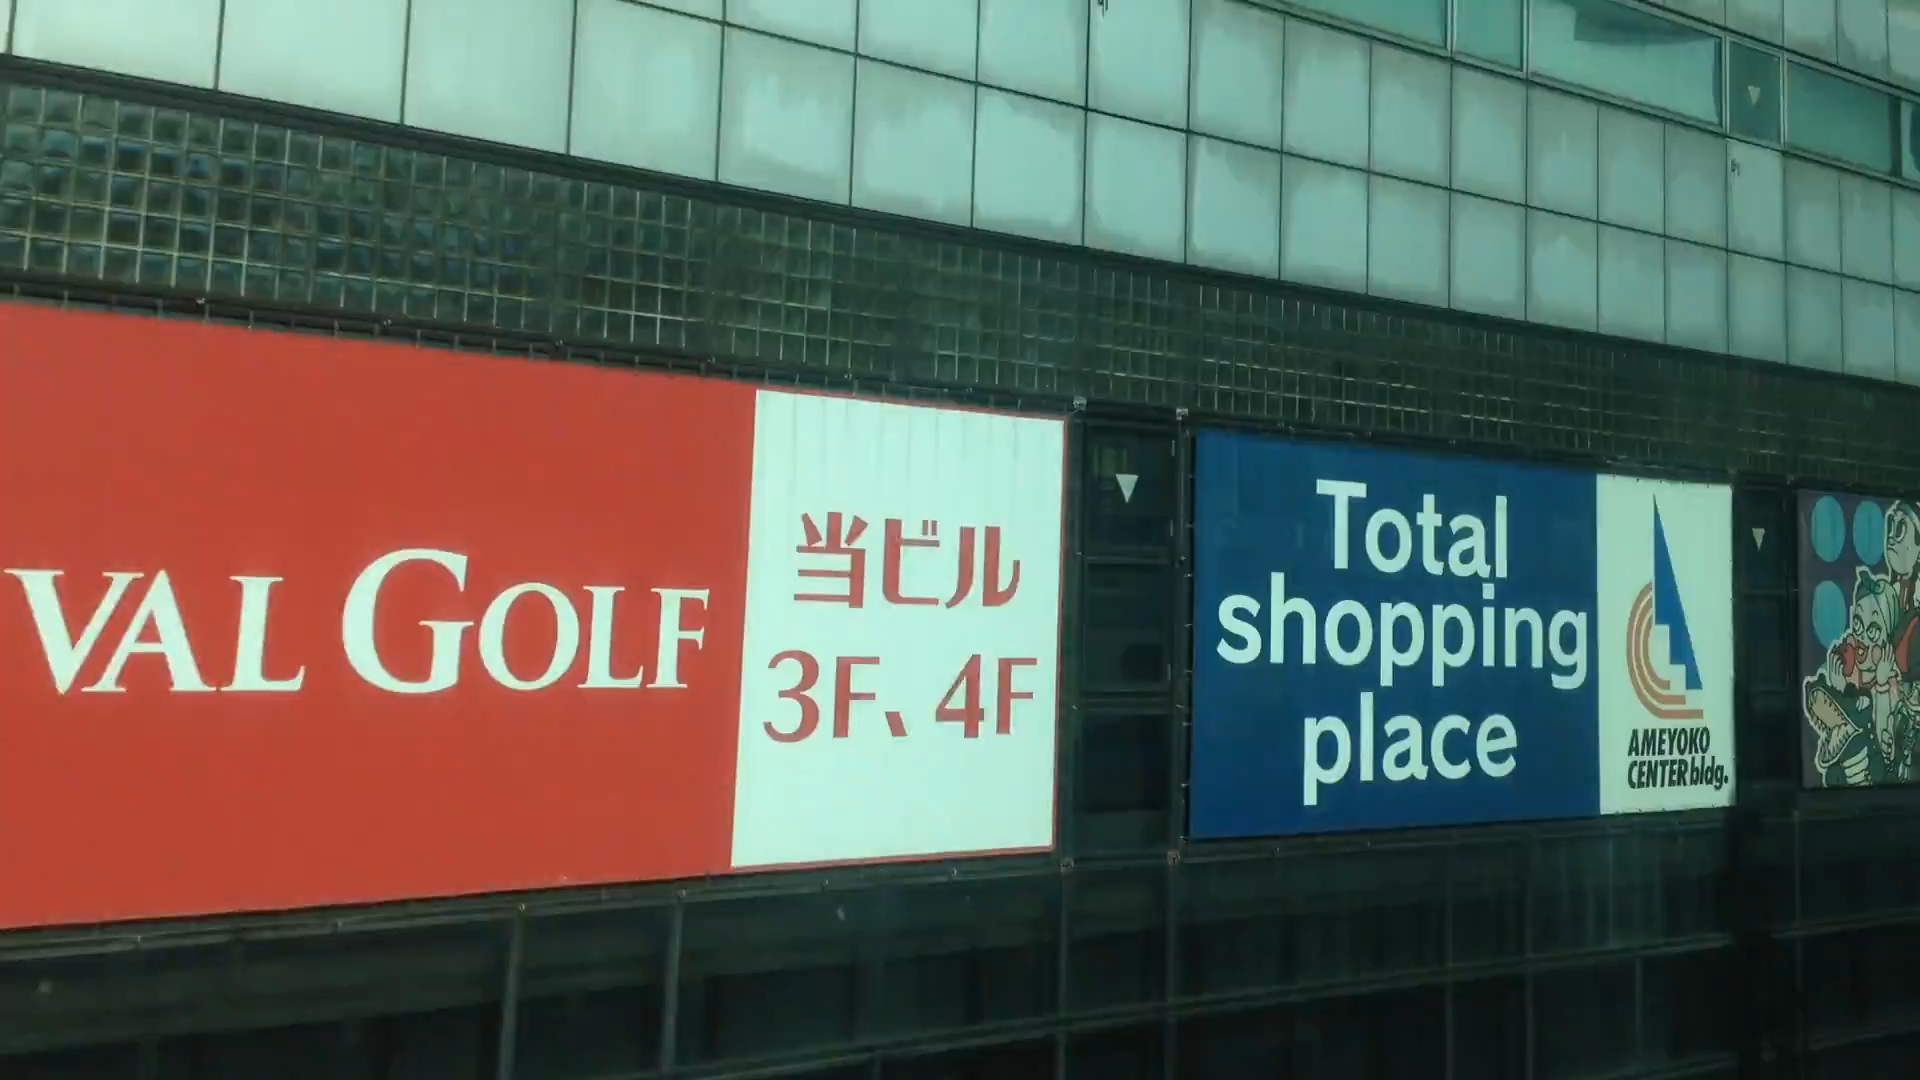 VAL GOLF
当ビル
3F、4F
Total
shopping
place
AMEYOKO
CENTER bldg.